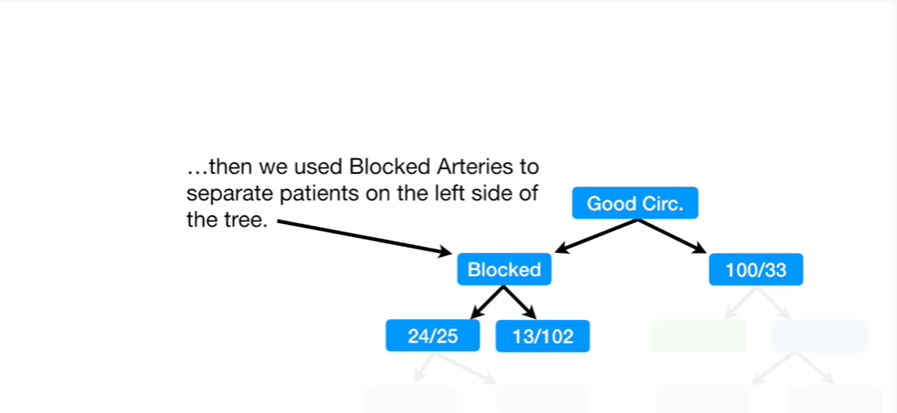 …then we used Blocked Arteries to
separate patients on the left side of
the tree.
Good Circ.
Blocked
100/33
24/25
13/102